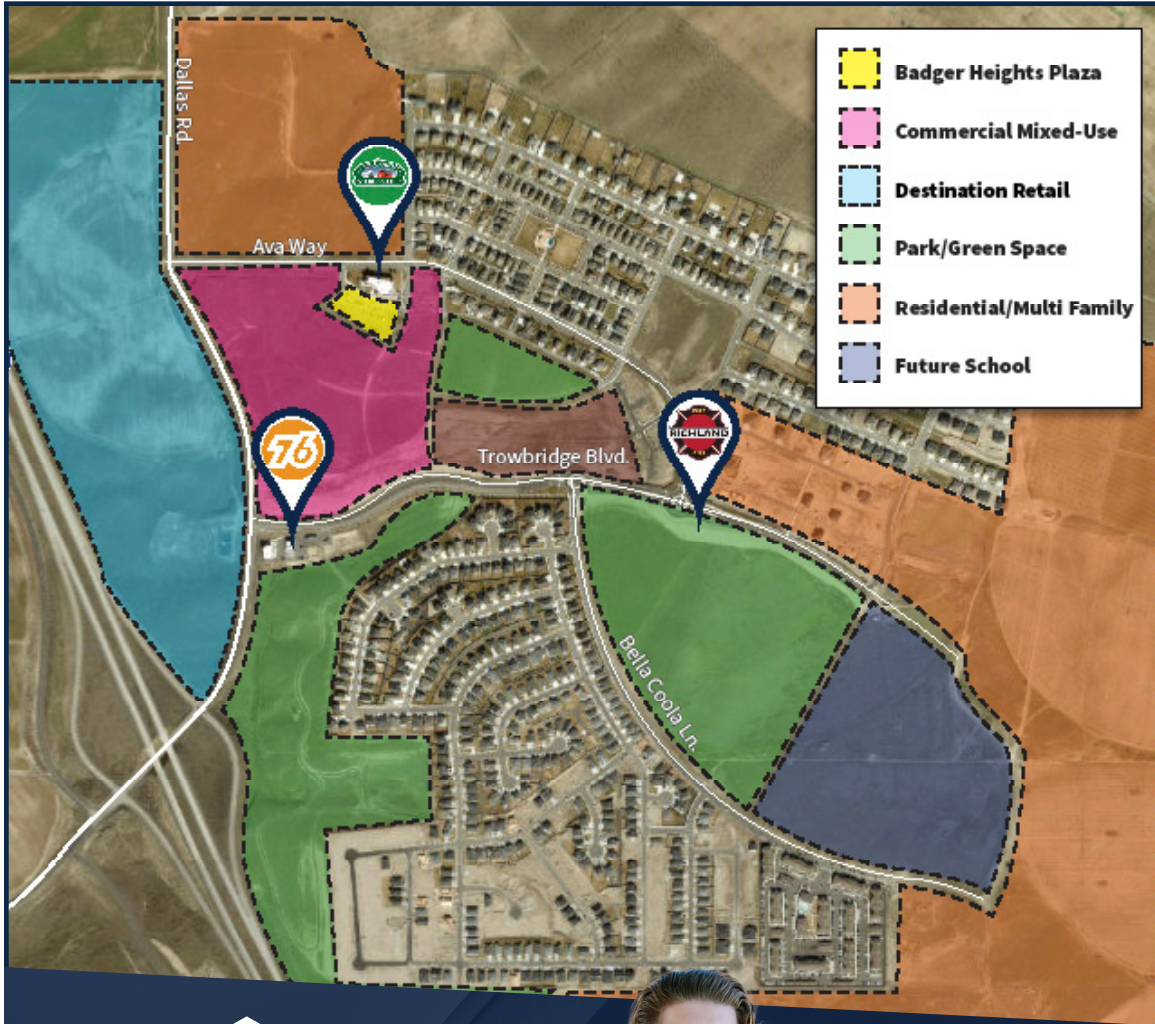 Dallas Rd.
Ava Way
Trowbridge Blvd.
Bella Coola Ln.
76
RICHLAND
Badger Heights Plaza
Commercial Mixed-Use
Destination Retail
Park/Green Space
Residential/Multi Family
Future School